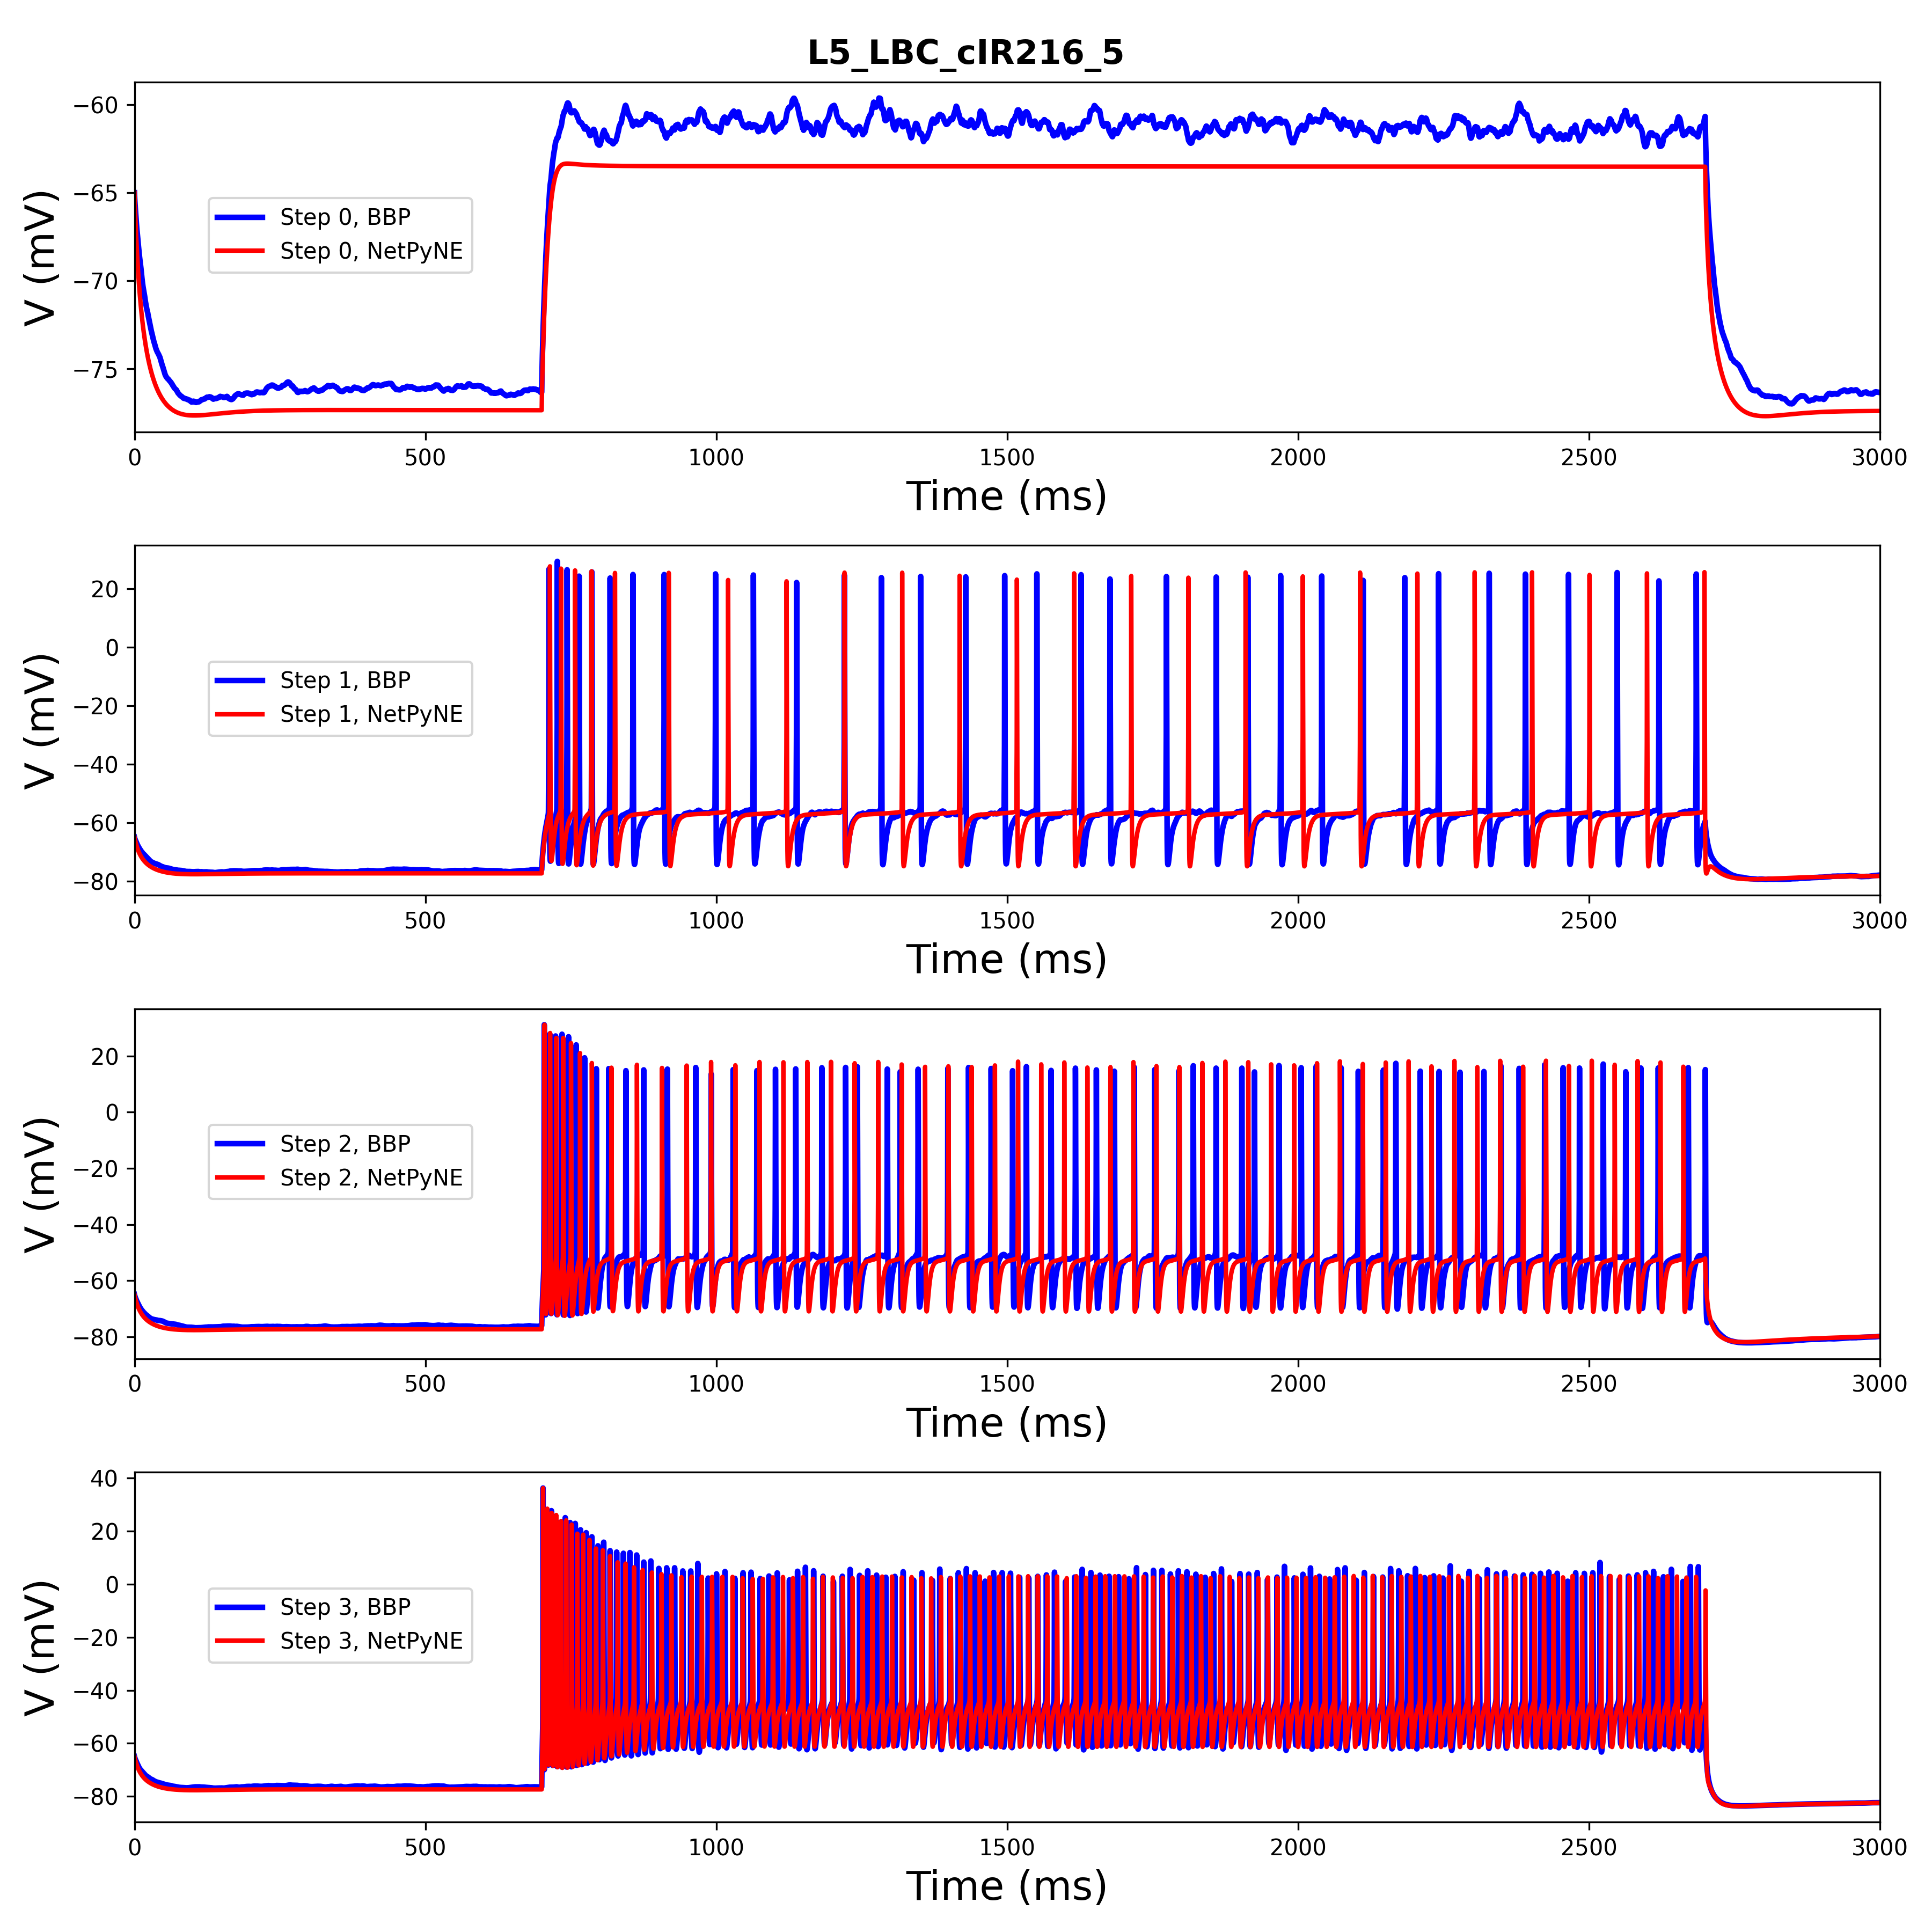 L5_LBC_cIR216_5
−60
−65
−70
−75
V (mV)
Step 0, BBP
Step 0, NetPyNE
0 500 1000 1500 2000 2500 3000
Time (ms)
20
0
−20
−40
−60
−80
V (mV)
Step 1, BBP
Step 1, NetPyNE
0 500 1000 1500 2000 2500 3000
Time (ms)
20
0
−20
−40
−60
−80
V (mV)
Step 2, BBP
Step 2, NetPyNE
0 500 1000 1500 2000 2500 3000
Time (ms)
40
20
0
−20
−40
−60
−80
V (mV)
Step 3, BBP
Step 3, NetPyNE
0 500 1000 1500 2000 2500 3000
Time (ms)